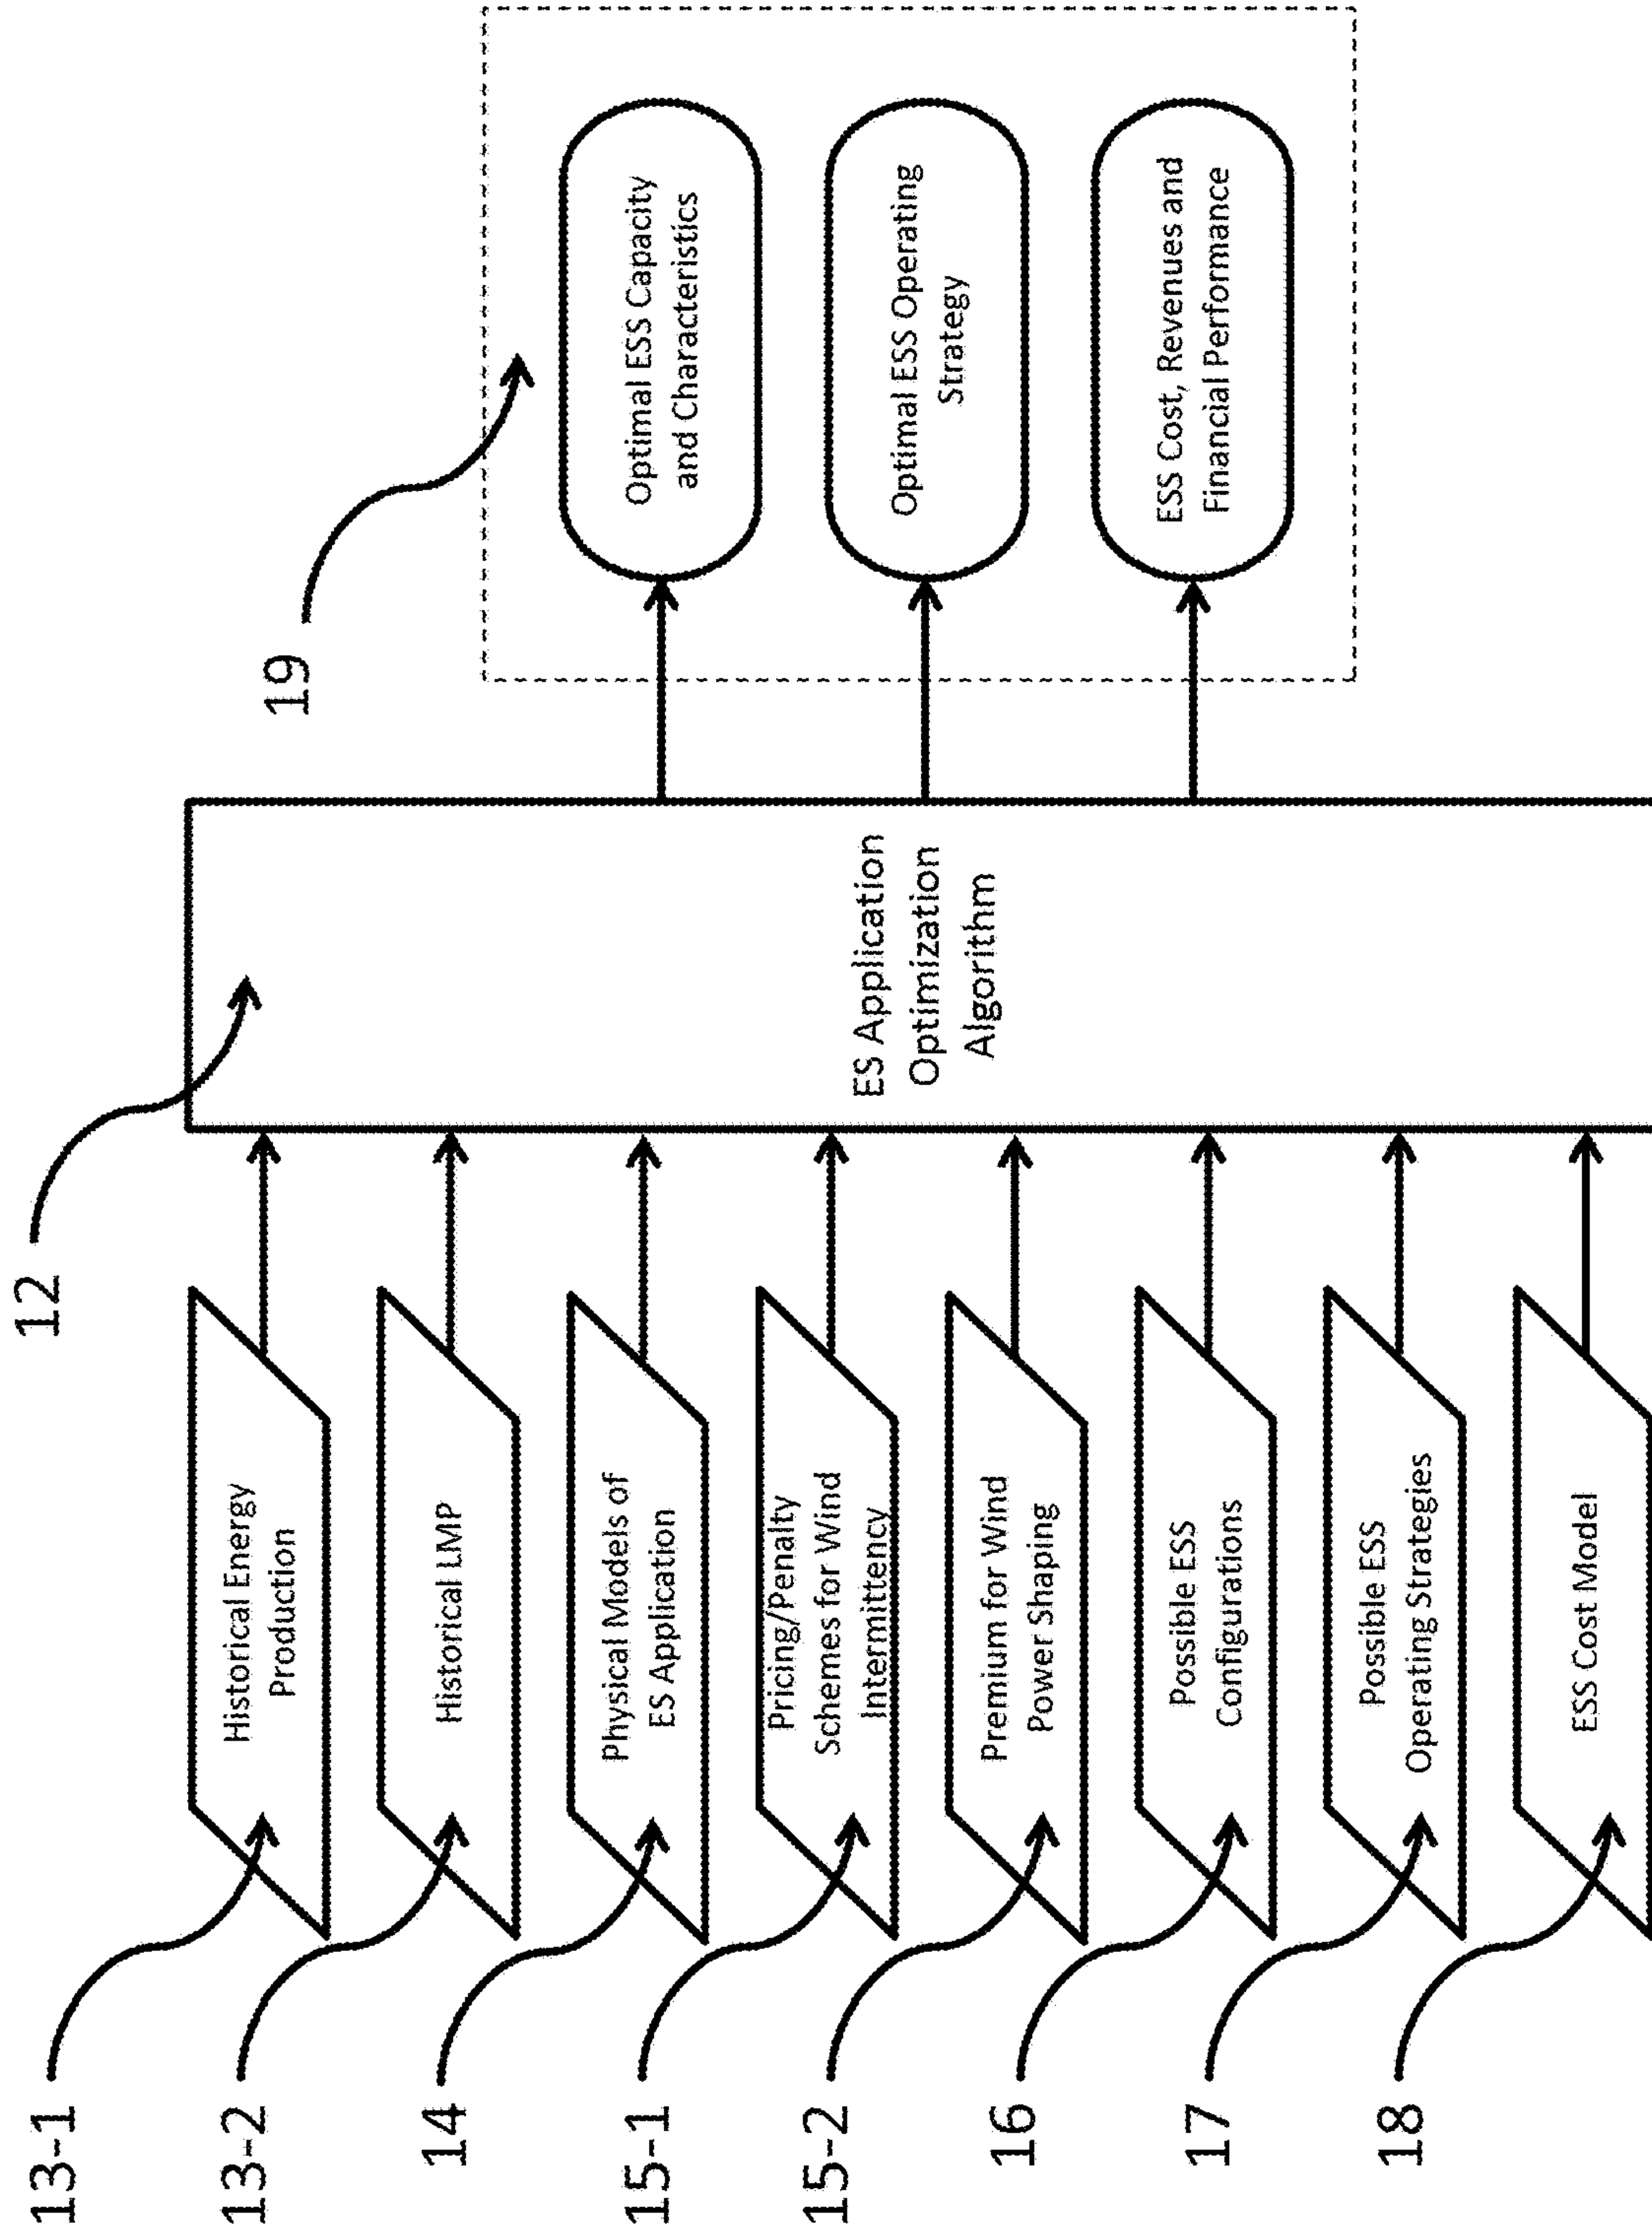 13-1
Historical Energy
Production
13-2
Historical LMP
14
Physical Models of
ES Application
15-1
Pricing/Penalty
Schemes for Wind
Intermittency
15-2
Premium for Wind
Power Shaping
16
Possible ESS
Configurations
17
Possible ESS
Operating Strategies
18
ESS Cost Model
12
ES Application
Optimization
Algorithm
19
Optimal ESS Capacity
and Characteristics
Optimal ESS Operating
Strategy
ESS Cost, Revenues and
Financial Performance